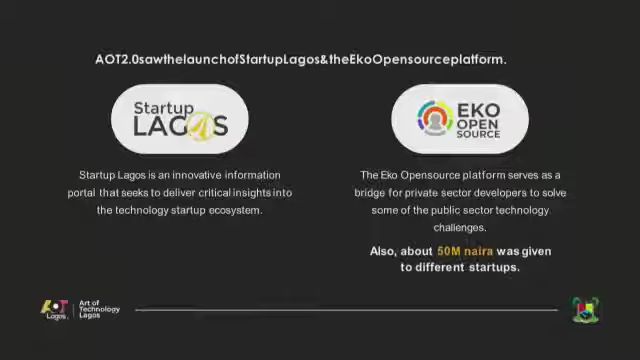 AOT2.0sawthelaunchofStartupLagos&theEkoOpensourceplatform.
Startup
LAGOS
Startup Lagos is an innovative information
portal that seeks to deliver critical insights into
the technology startup ecosystem.
EKO
OPEN
SOURCE
The Eko Opensource platform serves as a
bridge for private sector developers to solve
some of the public sector technology
challenges.
Also, about 50M naira was given
to different startups.
AOT
Lagos
Art of
Technology
Lagos